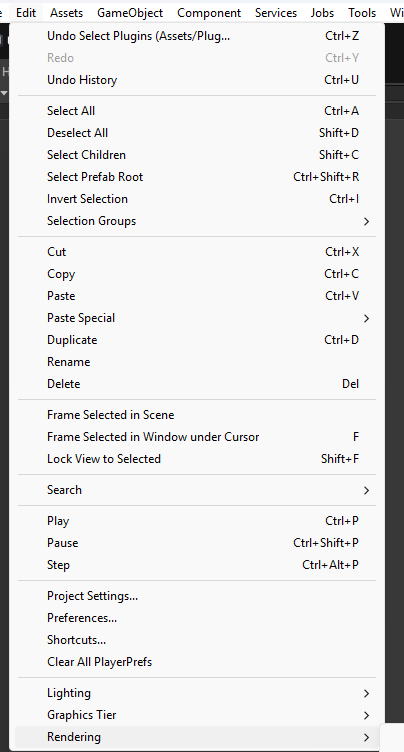 Edit Assets GameObject Component Services Jobs Tools
Undo Select Plugins (Assets/Plug... Ctrl+Z
Redo Ctrl+Y
Undo History Ctrl+U
Select All Ctrl+A
Deselect All Shift+D
Select Children Shift+C
Select Prefab Root Ctrl+Shift+R
Invert Selection Ctrl+I
Selection Groups
Cut Ctrl+X
Copy Ctrl+C
Paste Ctrl+V
Paste Special
Duplicate Ctrl+D
Rename
Delete Del
Frame Selected in Scene
Frame Selected in Window under Cursor F
Lock View to Selected Shift+F
Search
Play Ctrl+P
Pause Ctrl+Shift+P
Step Ctrl+Alt+P
Project Settings...
Preferences...
Shortcuts...
Clear All PlayerPrefs
Lighting
Graphics Tier
Rendering